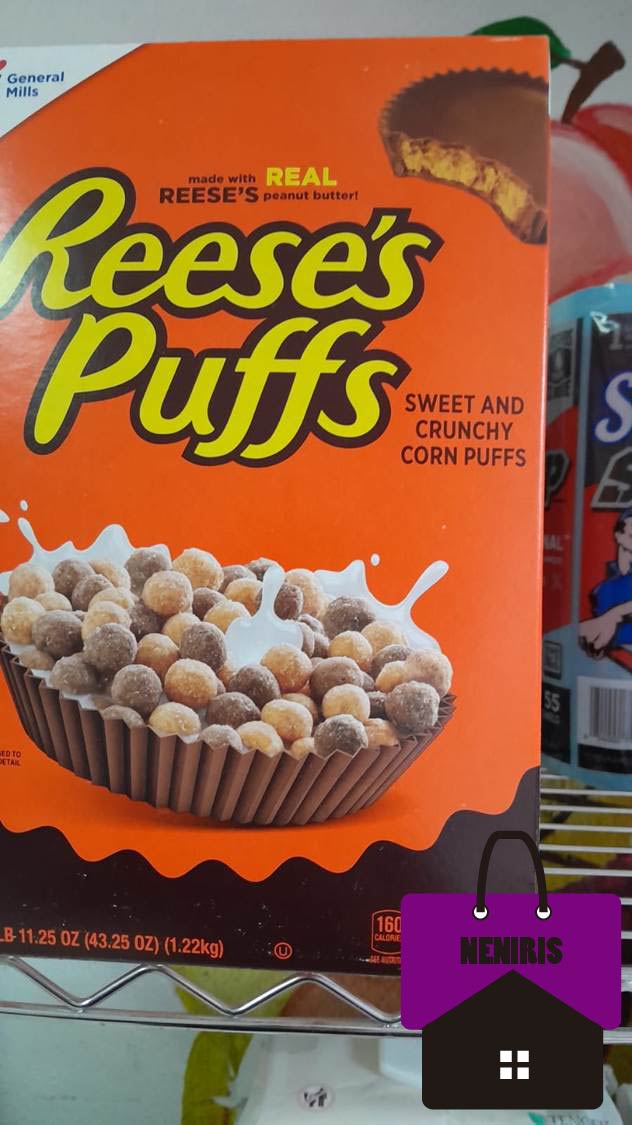 General
Mills
made with REAL
REESE'S peanut butter!
Reese's
Puffs
SWEET AND
CRUNCHY
CORN PUFFS
LB 11.25 OZ (43.25 OZ) (1.22kg)
U
160
55
NENIRIS